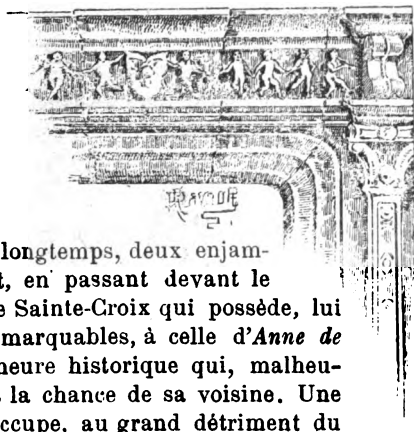 longtemps, deux enjam-
t, en passant devant le
e Sainte-Croix qui possède, lui
marquables, à celle d'Anne de
neure historique qui, malheu-
la chance de sa voisine. Une
ccupe, au grand détriment du